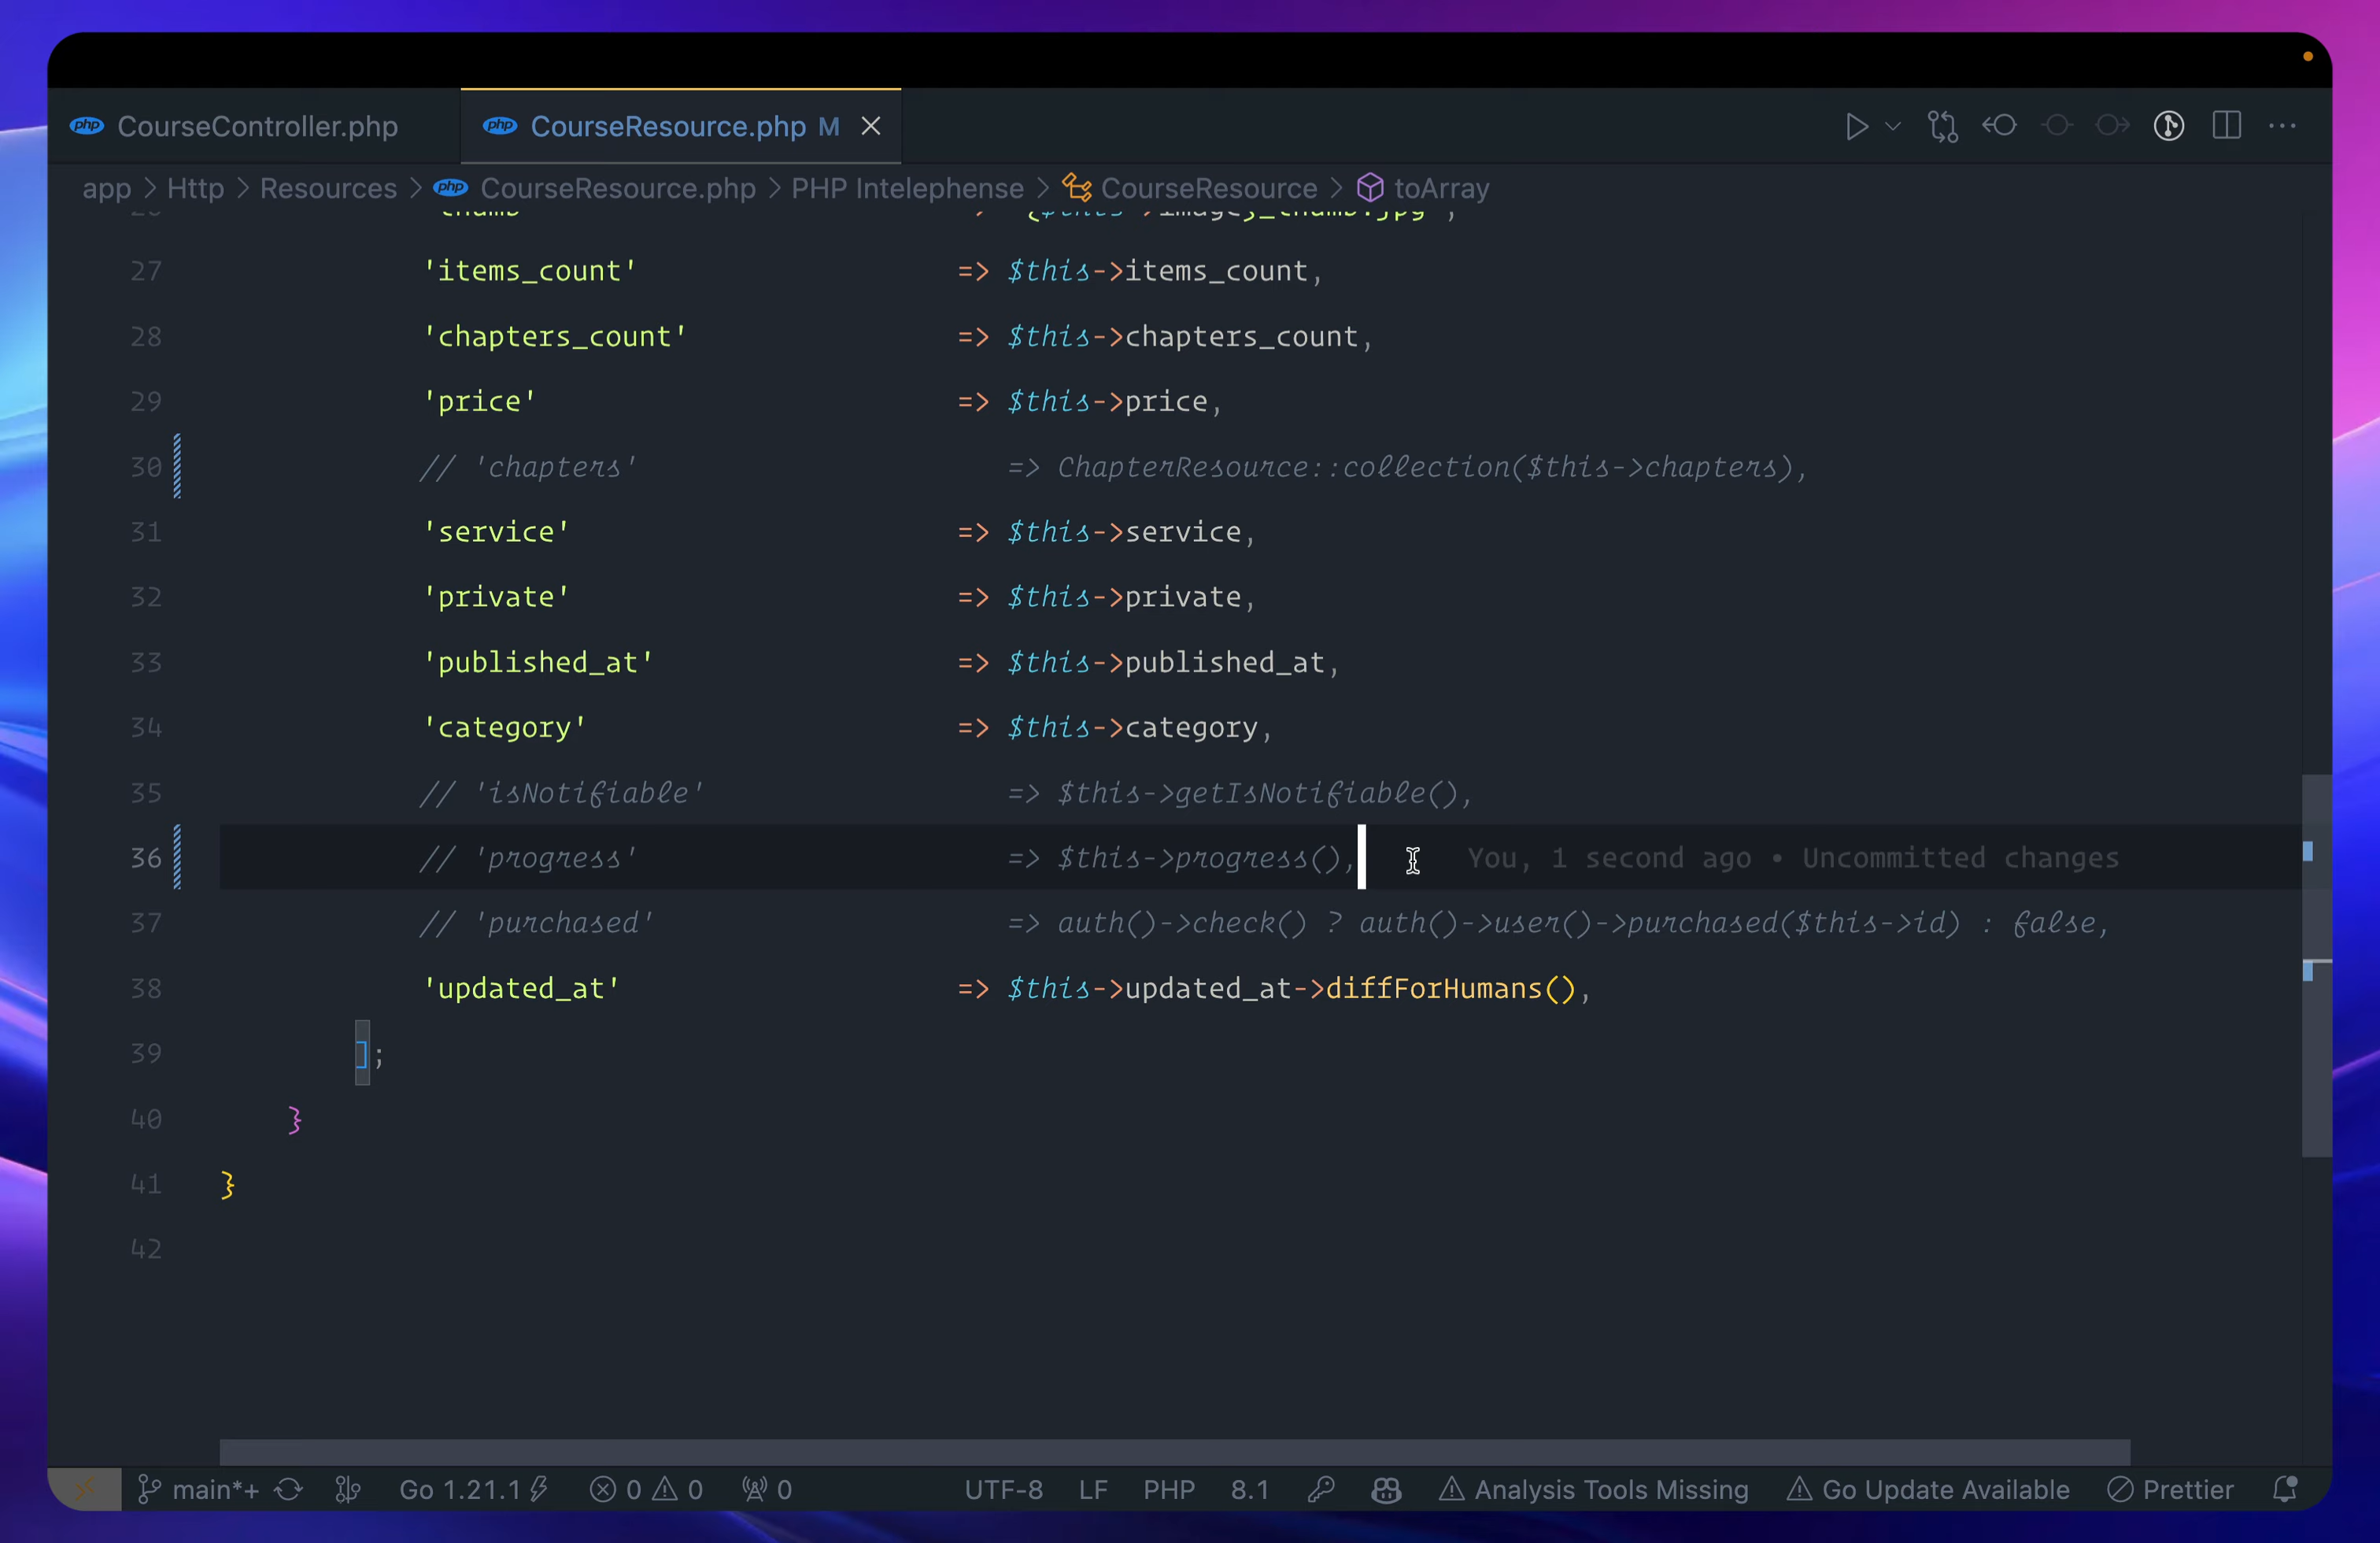 php CourseController.php php CourseResource.php M
app > Http > Resources > php CourseResource.php > PHP Intelephense > CourseResource > toArray
27 'items_count' => $this->items_count,
28 'chapters_count' => $this->chapters_count,
29 'price' => $this->price,
30 // 'chapters' => ChapterResource::collection($this->chapters),
31 'service' => $this->service,
32 'private' => $this->private,
33 'published_at' => $this->published_at,
34 'category' => $this->category,
35 // 'isNotifiable' => $this->getIsNotifiable(),
36 // 'progress' => $this->progress(), You, 1 second ago • Uncommitted changes
37 // 'purchased' => auth()->check() ? auth()->user()->purchased($this->id) : false,
38 'updated_at' => $this->updated_at->diffForHumans(),
39 ];
40 }
41 }
42
main*+ Go 1.21.1 0 0 0 UTF-8 LF PHP 8.1 Analysis Tools Missing Go Update Available Prettier